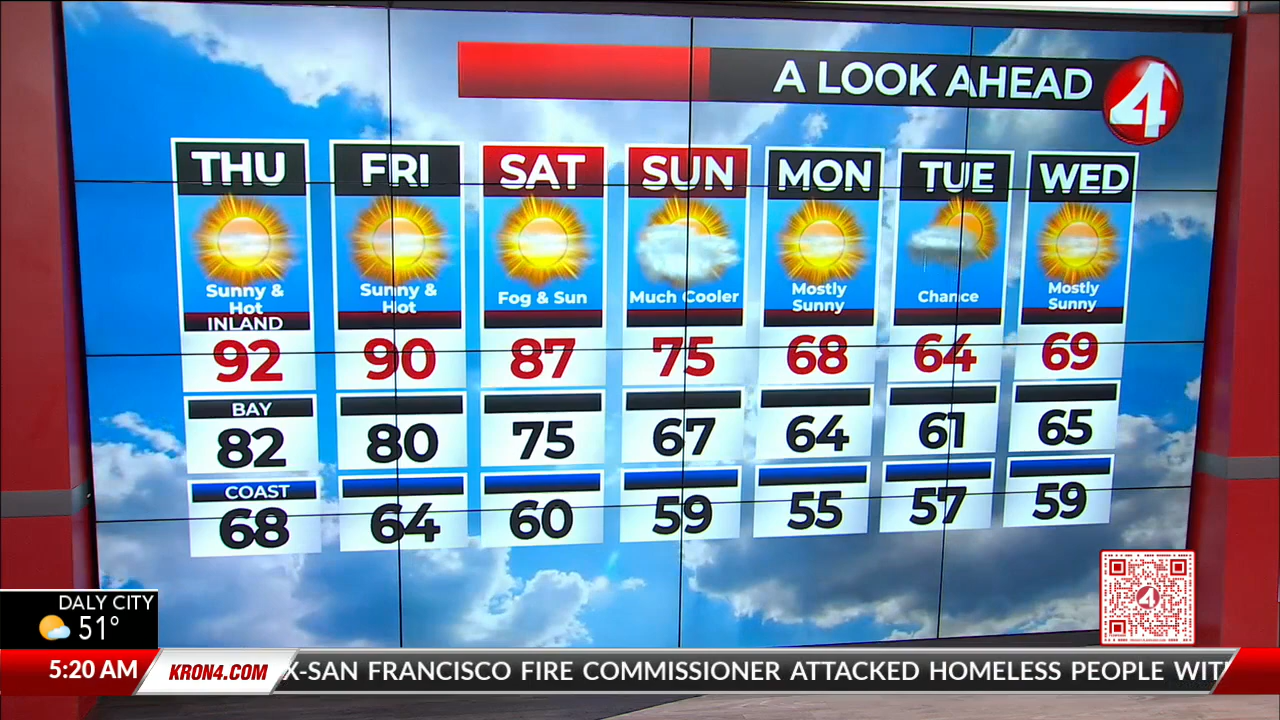 A LOOK AHEAD
4
THU FRI SAT SUN MON TUE WED
Sunny & Hot
Sunny & Hot
Fog & Sun
Much Cooler
Mostly Sunny
Chance
Mostly Sunny
INLAND
92 90 87 75 68 64 69
BAY
82 80 75 67 64 61 65
COAST
68 64 60 59 55 57 59
4
DALY CITY
51°
5:20 AM KRON4.COM X-SAN FRANCISCO FIRE COMMISSIONER ATTACKED HOMELESS PEOPLE WIT